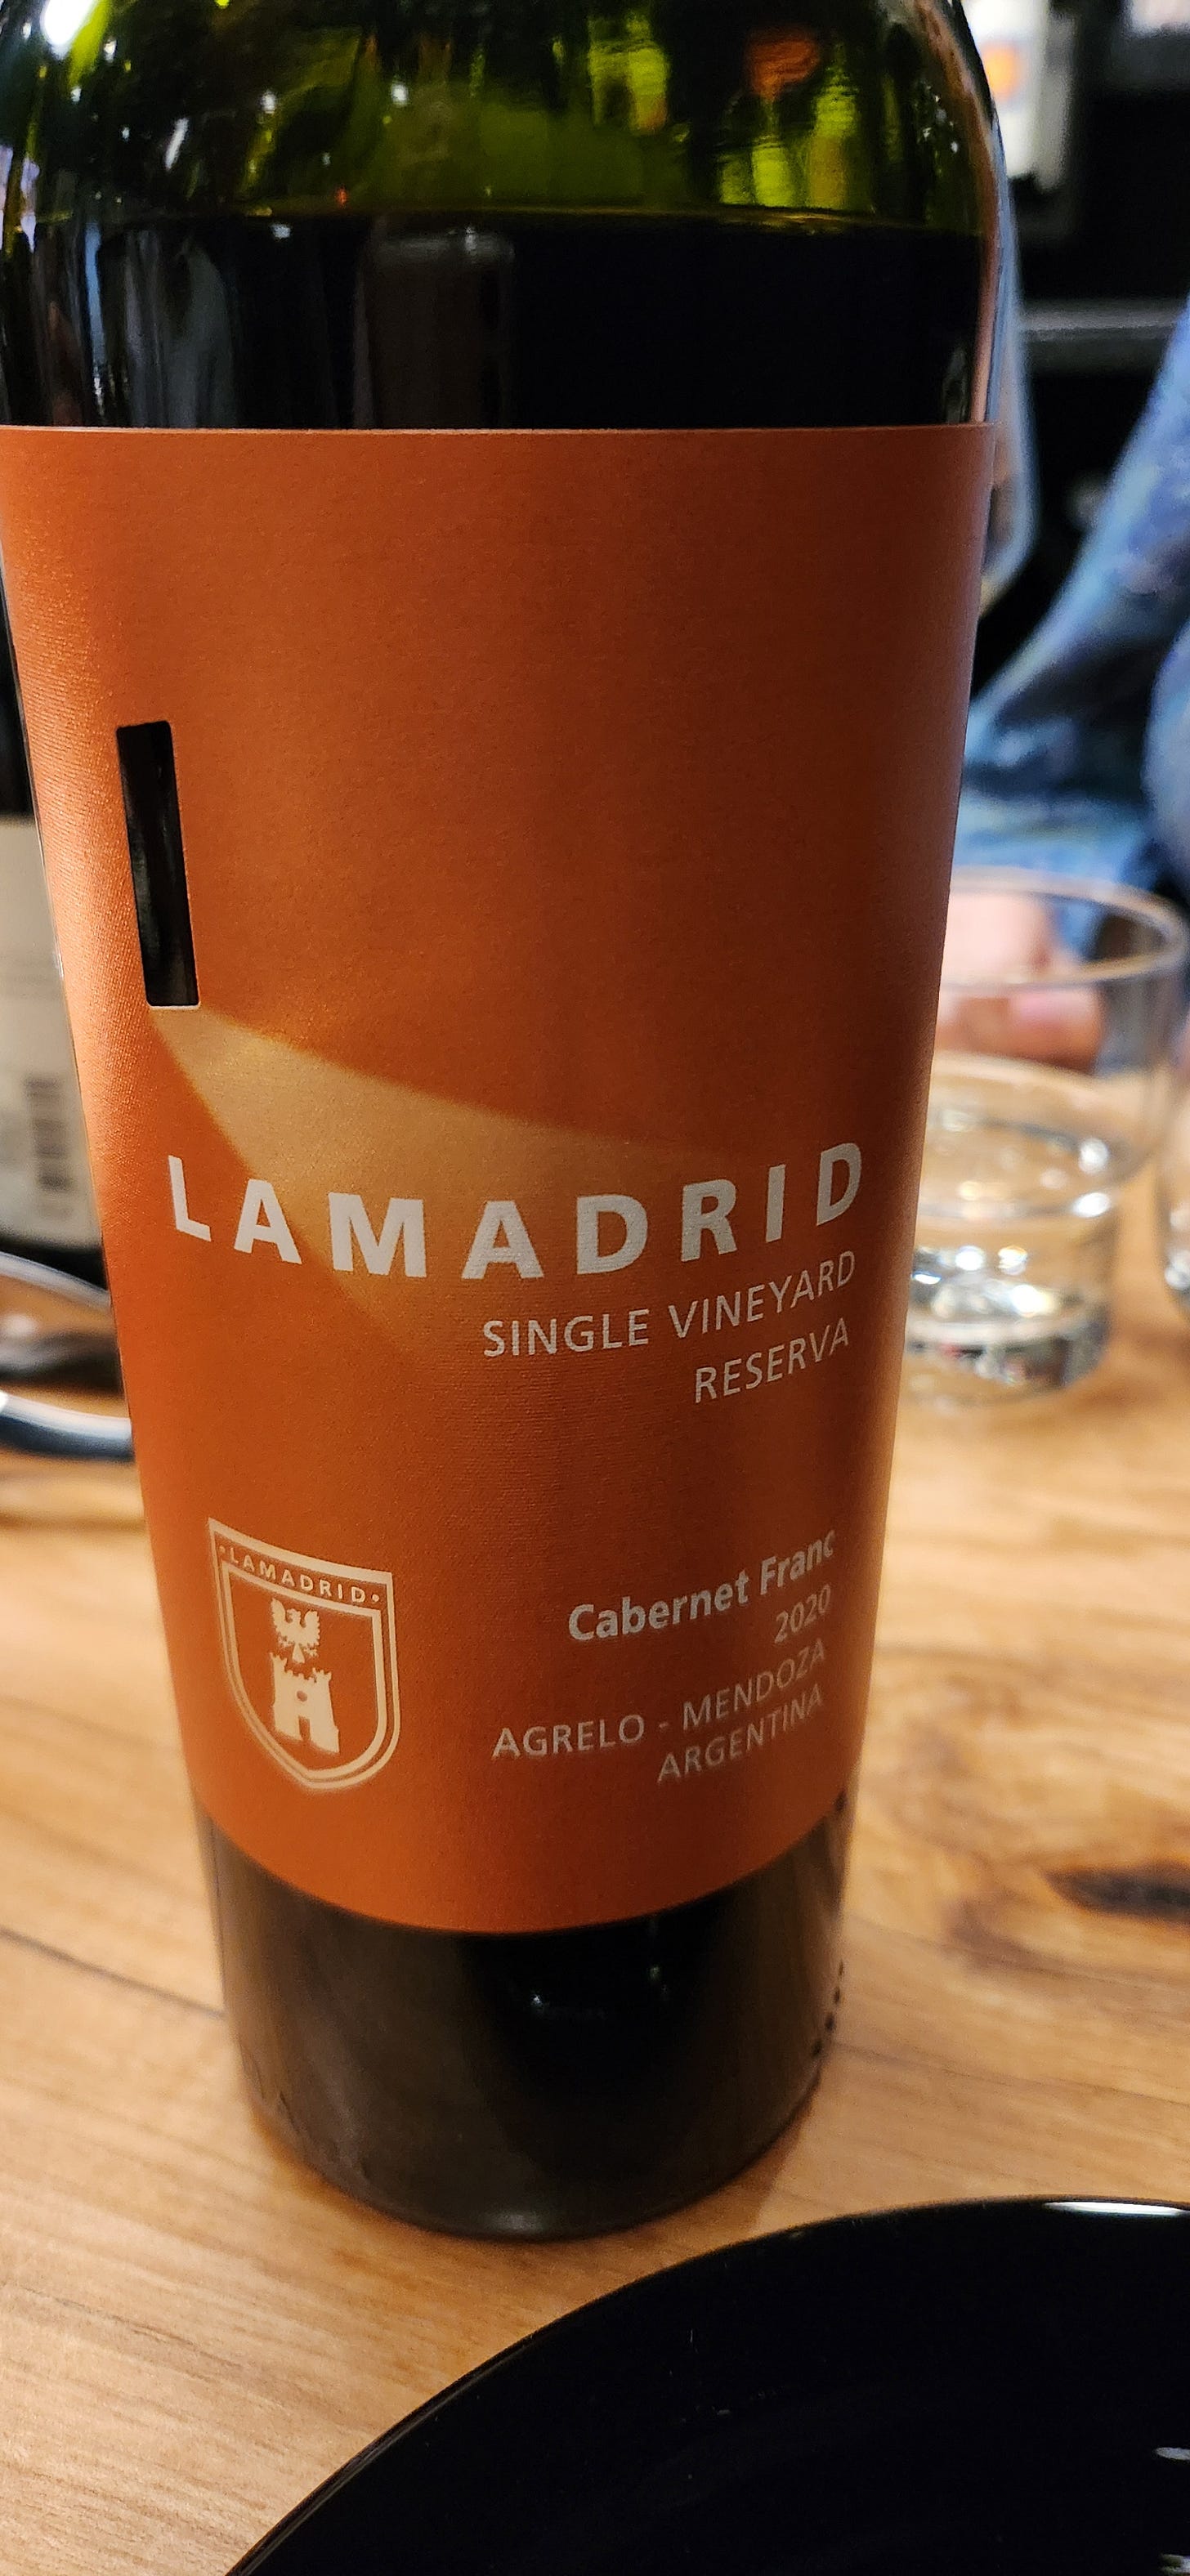 LAMADRID
SINGLE VINEYARD
RESERVA
·LAMADRID·
Cabernet Franc
2020
AGRELO - MENDOZA
ARGENTINA